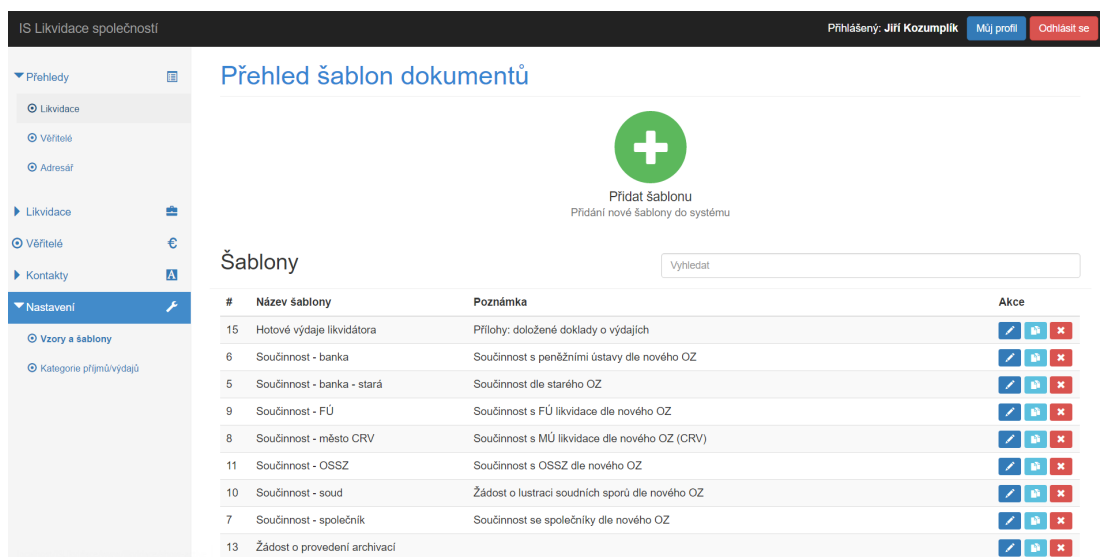 IS Likvidace společností
Přihlášený: Jiří Kozumplík Můj profil Odhlásit se
Přehledy
Likvidace
Věřitelé
Adresář
Likvidace
Věřitelé
Kontakty
Nastavení
Vzory a šablony
Kategorie příjmů/výdajů
Přehled šablon dokumentů
Přidat šablonu
Přidání nové šablony do systému
Šablony
Vyhledat
# Název šablony Poznámka Akce
15 Hotové výdaje likvidátora Přílohy: doložené doklady o výdajích
6 Součinnost - banka Součinnost s peněžními ústavy dle nového OZ
5 Součinnost - banka - stará Součinnost dle starého OZ
9 Součinnost - FÚ Součinnost s FÚ likvidace dle nového OZ
8 Součinnost - město CRV Součinnost s MÚ likvidace dle nového OZ (CRV)
11 Součinnost - OSSZ Součinnost s OSSZ dle nového OZ
10 Součinnost - soud Žádost o lustraci soudních sporů dle nového OZ
7 Součinnost - společník Součinnost se společníky dle nového OZ
13 Žádost o provedení archivací